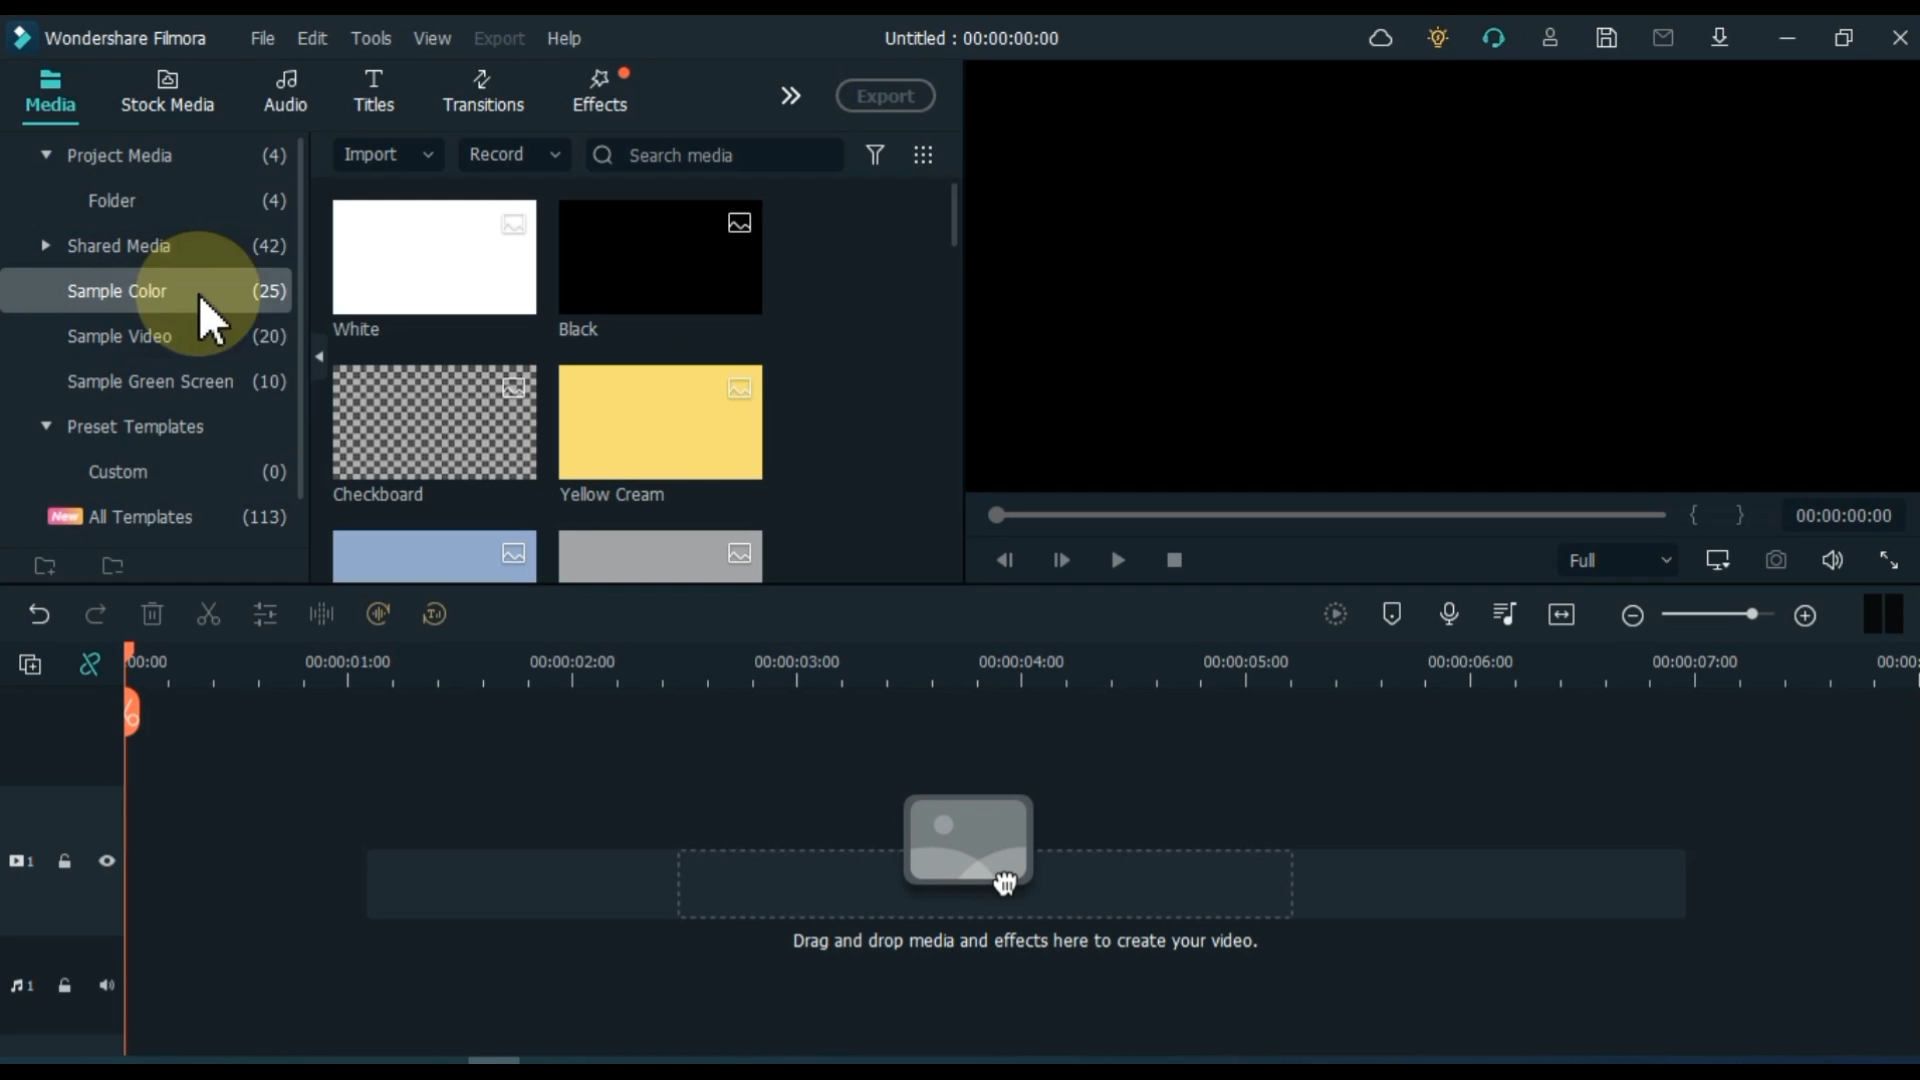 Wondershare Filmora File Edit Tools View Export Help Untitled : 00:00:00:00
Media Stock Media Audio Titles Transitions Effects Export
Project Media (4)
Folder (4)
Shared Media (42)
Sample Color (25)
Sample Video (20)
Sample Green Screen (10)
Preset Templates
Custom (0)
New All Templates (113)
Import Record Search media
White Black
Checkboard Yellow Cream
00:00:00:00
Full
00:00 00:00:01:00 00:00:02:00 00:00:03:00 00:00:04:00 00:00:05:00 00:00:06:00 00:00:07:00 00:00:
1
Drag and drop media and effects here to create your video.
1